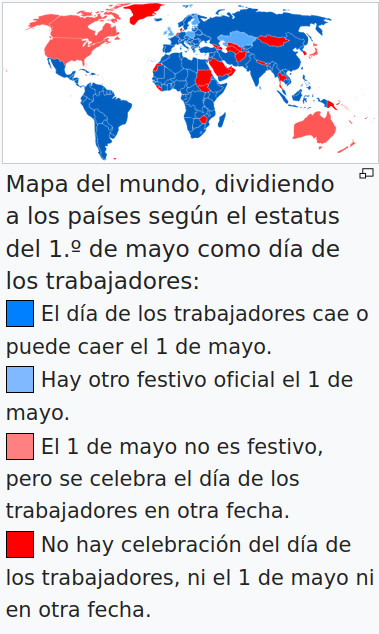 Mapa del mundo, dividiendo
a los países según el estatus
del 1.º de mayo como día de
los trabajadores:
El día de los trabajadores cae o
puede caer el 1 de mayo.
Hay otro festivo oficial el 1 de
mayo.
El 1 de mayo no es festivo,
pero se celebra el día de los
trabajadores en otra fecha.
No hay celebración del día de
los trabajadores, ni el 1 de mayo ni
en otra fecha.